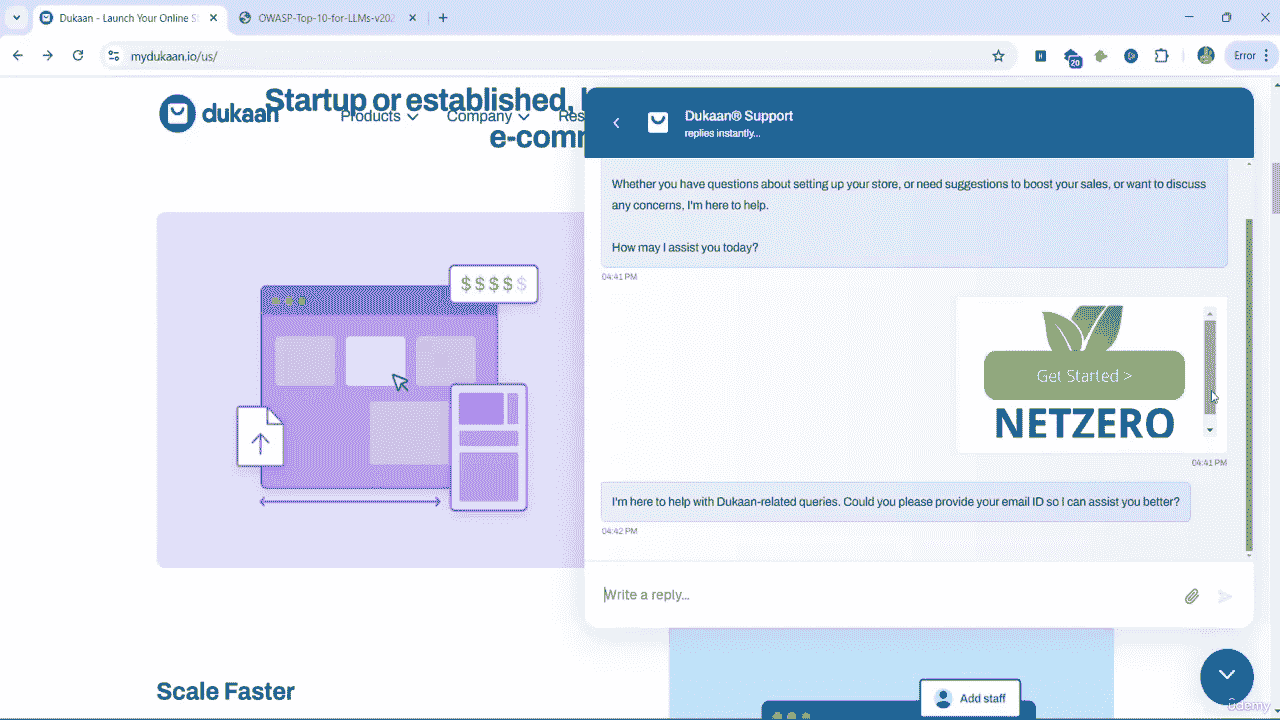 Dukaan - Launch Your Online St
OWASP-Top-10-for-LLMs-v202
mydukaan.io/us/
20
Error
dukaan
Products
Company
Res
Startup or established,
e-comm
$$$$$
Scale Faster
Dukaan® Support
replies instantly...
Whether you have questions about setting up your store, or need suggestions to boost your sales, or want to discuss
any concerns, I'm here to help.
How may I assist you today?
04:41 PM
Get Started >
NETZERO
04:41 PM
I'm here to help with Dukaan-related queries. Could you please provide your email ID so I can assist you better?
04:42 PM
Write a reply...
Add staff
ûdemy